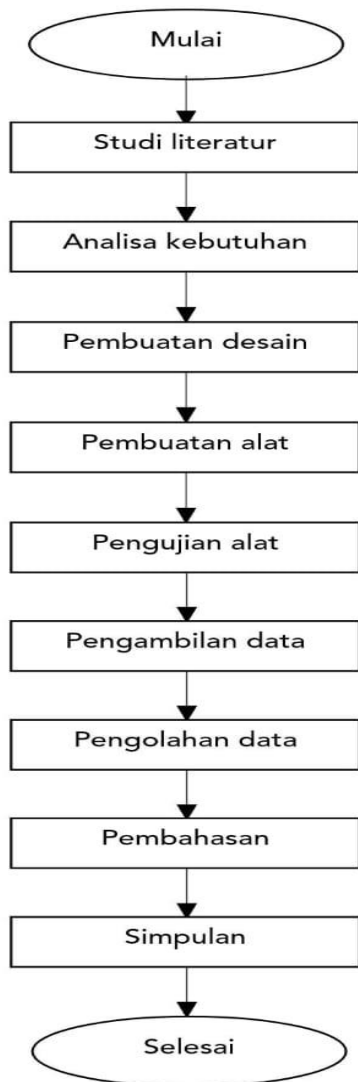 Mulai
Studi literatur
Analisa kebutuhan
Pembuatan desain
Pembuatan alat
Pengujian alat
Pengambilan data
Pengolahan data
Pembahasan
Simpulan
Selesai